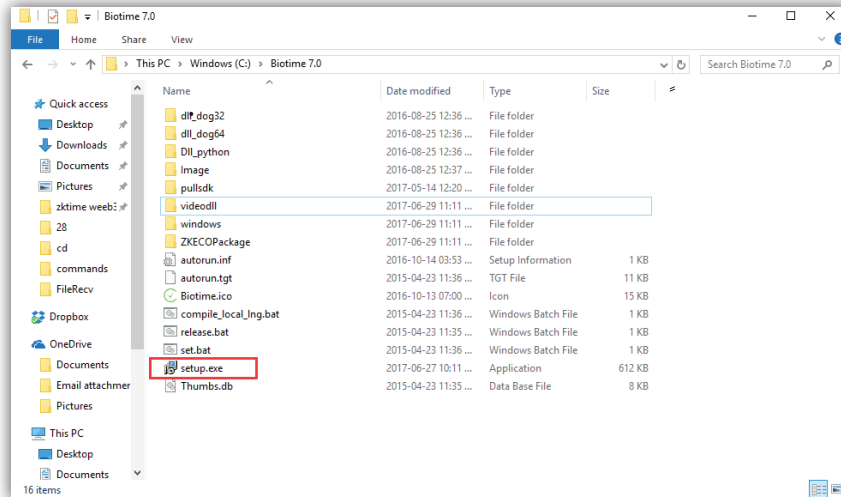 Biotime 7.0
File Home Share View
This PC Windows (C:) Biotime 7.0 Search Biotime 7.0
Name Date modified Type Size
Quick access
Desktop
Downloads
Documents
Pictures
zktime weeb
28
cd
commands
FileRecv
Dropbox
OneDrive
Documents
Email attachmer
Pictures
This PC
Desktop
Documents
dll_dog32 2016-08-25 12:36 ... File folder
dll_dog64 2016-08-25 12:36 ... File folder
Dll_python 2016-08-25 12:36 ... File folder
Image 2016-08-25 12:37 ... File folder
pullsdk 2017-05-14 12:20 ... File folder
videodll 2017-06-29 11:11 ... File folder
windows 2017-06-29 11:11 ... File folder
ZKECOPackage 2017-06-29 11:11 ... File folder
autorun.inf 2016-10-14 03:53 ... Setup Information 1 KB
autorun.tgt 2015-04-23 11:36 ... TGT File 11 KB
Biotime.ico 2016-10-13 07:00 ... Icon 15 KB
compile_local_lng.bat 2015-04-23 11:36 ... Windows Batch File 1 KB
release.bat 2015-04-23 11:35 ... Windows Batch File 1 KB
set.bat 2015-04-23 11:36 ... Windows Batch File 1 KB
setup.exe 2017-06-27 10:11 ... Application 612 KB
Thumbs.db 2015-04-23 11:35 ... Data Base File 8 KB
16 items